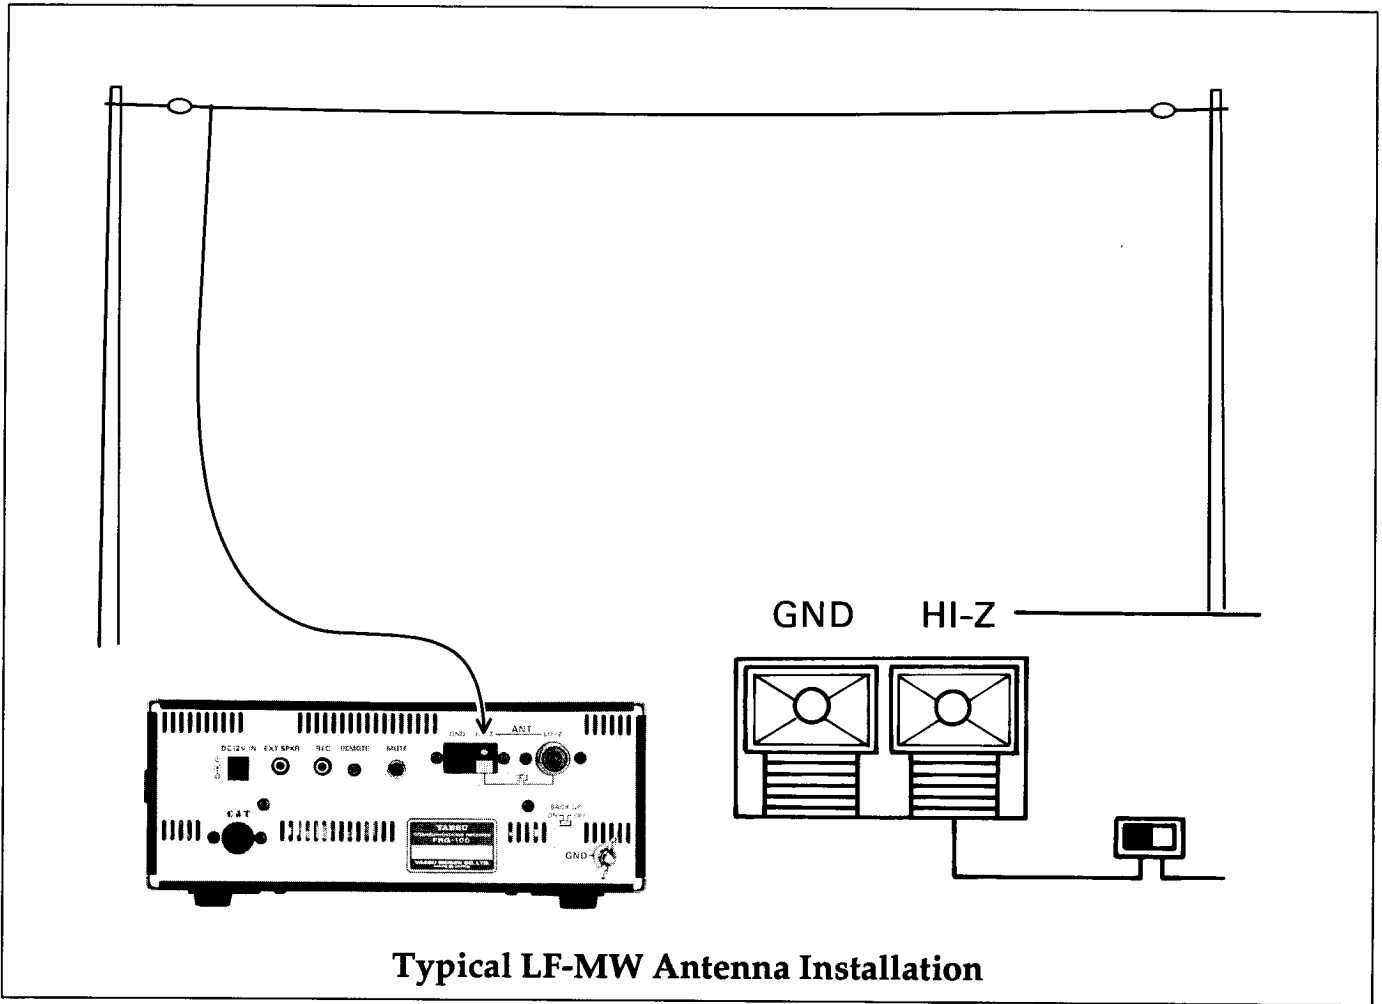 GND HI-Z
ANT
GND HI-Z LO-Z
DC12V IN EXT SPKR REC REMOTE MUTE
CAT
BACK UP
ON OFF
YAESU
FRG-100
GND
Typical LF-MW Antenna Installation